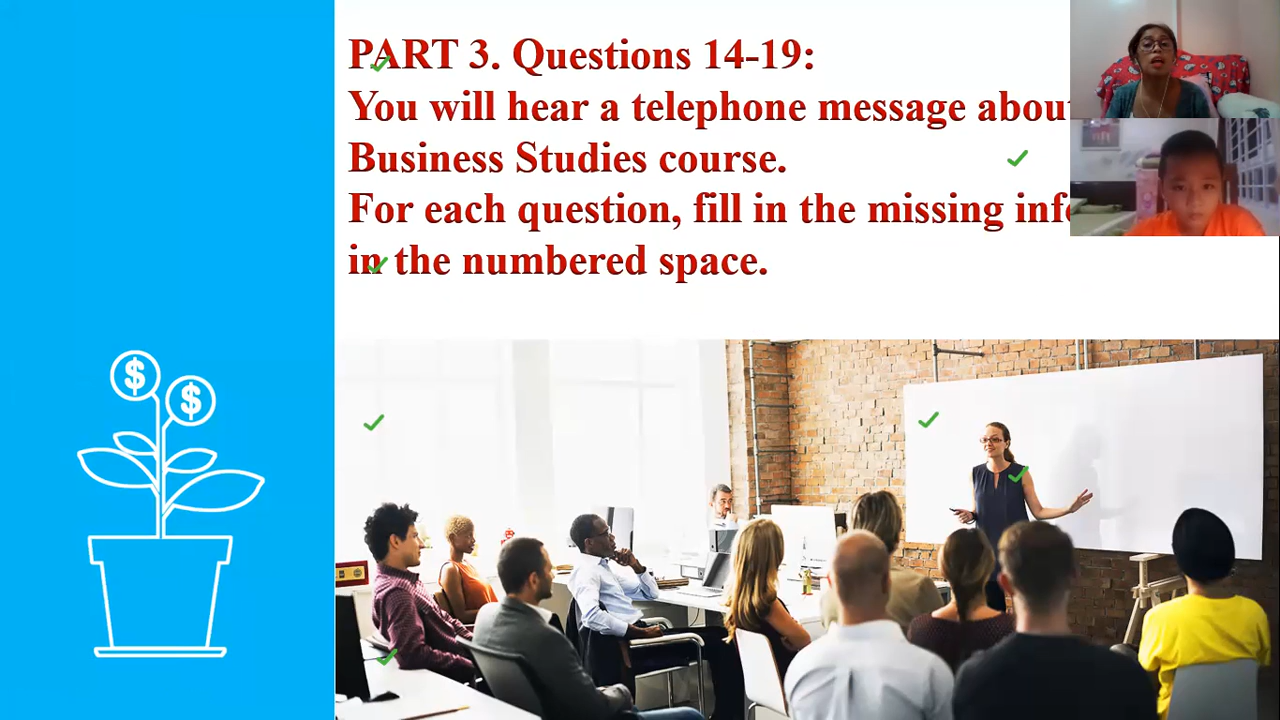 PART 3. Questions 14-19:
You will hear a telephone message abou
Business Studies course.
For each question, fill in the missing inf
in the numbered space.
$
$